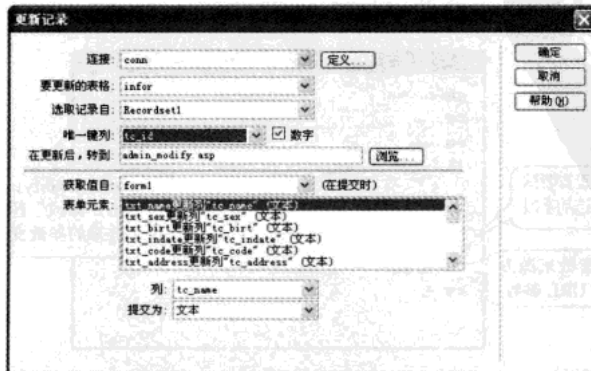 更新记录
连接: conn 定义... 确定
要更新的表格: infor 取消
选取记录自: Recordset1 帮助(H)
唯一键列: tc_id 数字
在更新后，转到: admin_modify.asp 浏览...
获取值自: form1 (在提交时)
表单元素: txt_name更新列"tc_name" (文本)
txt_sex更新列"tc_sex" (文本)
txt_birt更新列"tc_birt" (文本)
txt_indate更新列"tc_indate" (文本)
txt_code更新列"tc_code" (文本)
txt_address更新列"tc_address" (文本)
列: tc_name
提交为: 文本